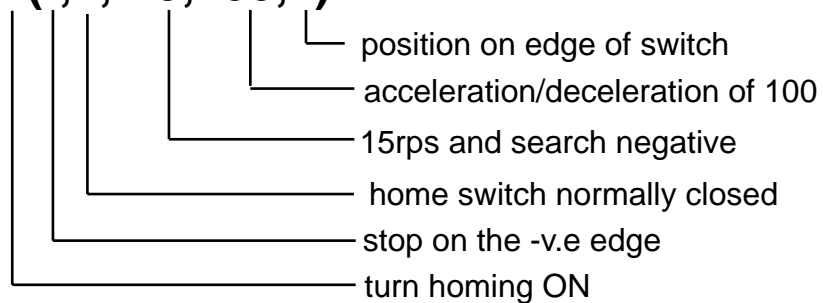 position on edge of switch
acceleration/deceleration of 100
15rps and search negative
home switch normally closed
stop on the -v.e edge
turn homing ON